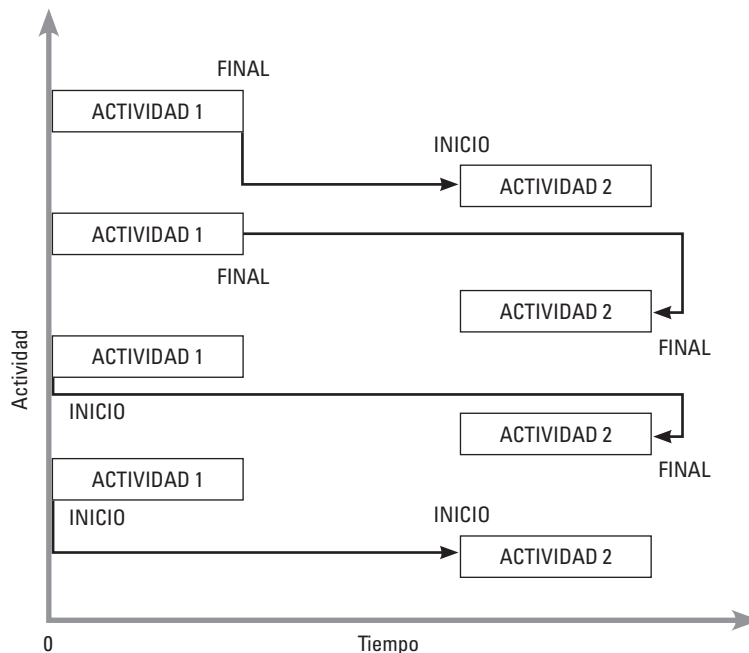 FINAL
ACTIVIDAD 1
INICIO
ACTIVIDAD 2
ACTIVIDAD 1
FINAL
ACTIVIDAD 2
FINAL
ACTIVIDAD 1
INICIO
ACTIVIDAD 2
FINAL
ACTIVIDAD 1
INICIO
INICIO
ACTIVIDAD 2
Actividad
0
Tiempo